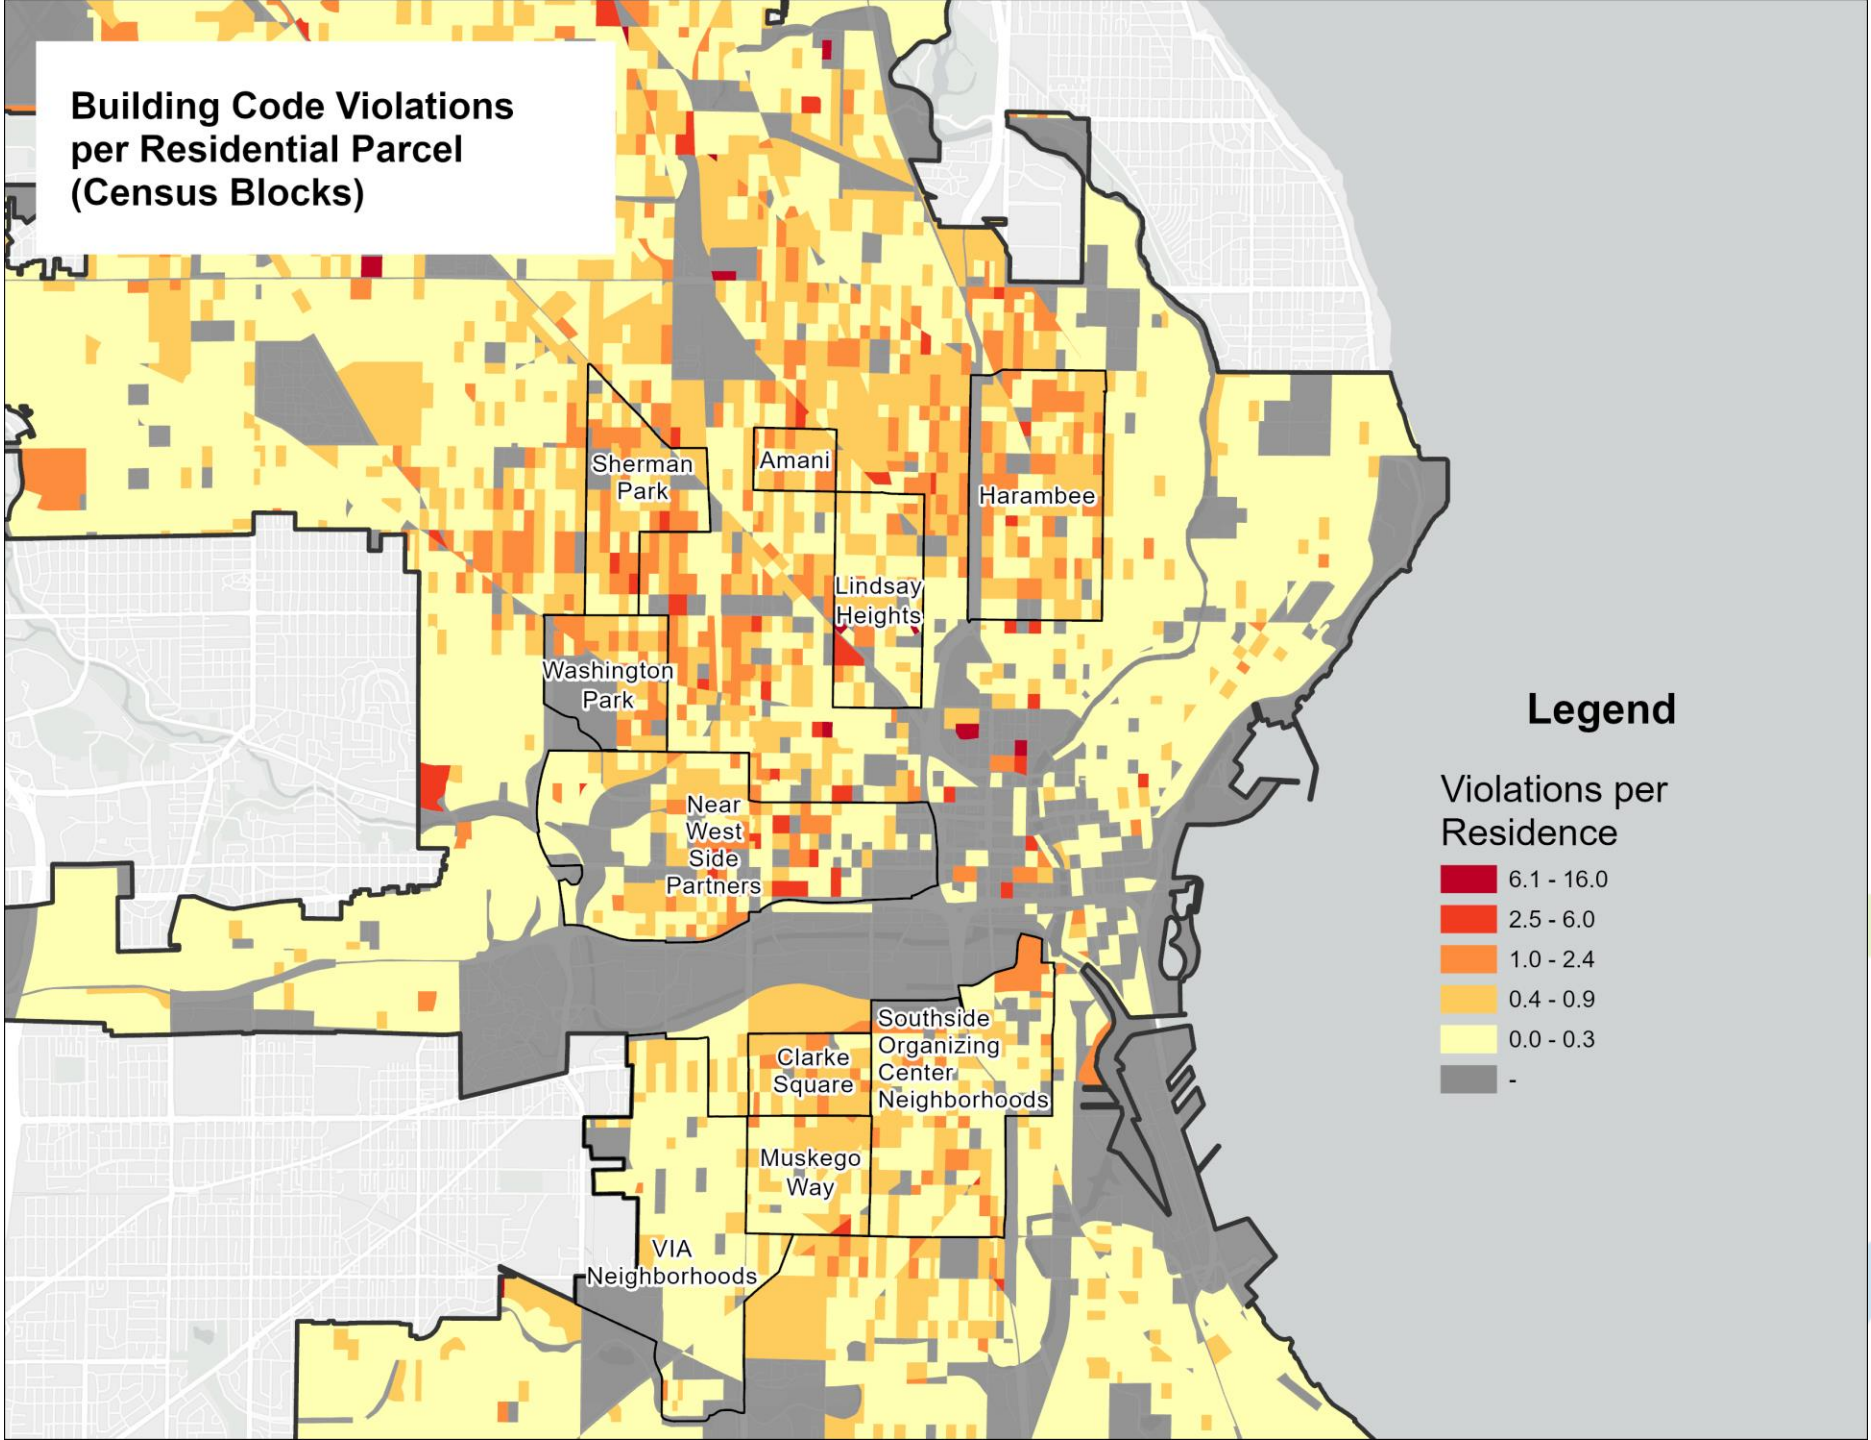 Building Code Violations
per Residential Parcel
(Census Blocks)
Sherman
Park
Amani
Harambee
Lindsay
Heights
Washington
Park
Near
West
Side
Partners
Southside
Organizing
Center
Neighborhoods
Clarke
Square
Muskego
Way
VIA
Neighborhoods
Legend
Violations per
Residence
6.1 - 16.0
2.5 - 6.0
1.0 - 2.4
0.4 - 0.9
0.0 - 0.3
-